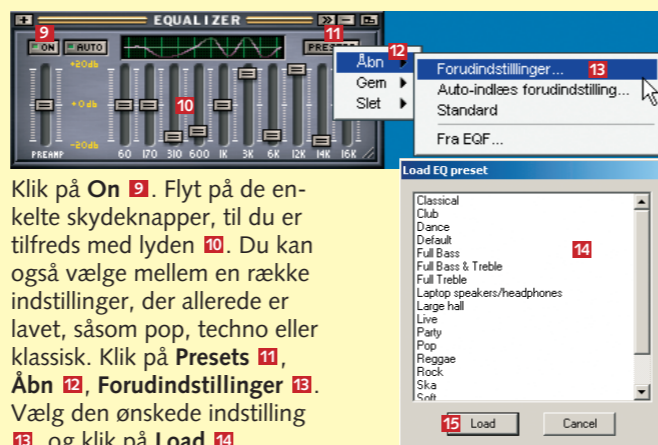 EQUALIZER
9
ON
AUTO
11
PRESETS
+20db
+0db
-20db
10
PREAMP
60 170 310 600 1K 3K 6K 12K 14K 16K
12
Åbn
Gem
Slet
Forudindstillinger... 13
Auto-indlæs forudindstilling...
Standard
Fra EQF...
Klik på On 9. Flyt på de en-
kelte skydeknapper, til du er
tilfreds med lyden 10. Du kan
også vælge mellem en række
indstillinger, der allerede er
lavet, såsom pop, techno eller
klassisk. Klik på Presets 11,
Åbn 12, Forudindstillinger 13.
Vælg den ønskede indstilling
13, og klik på Load 14.
Load EQ preset
Classical
Club
Dance
Default
Full Bass
14
Full Bass & Treble
Full Treble
Laptop speakers/headphones
Large hall
Live
Party
Pop
Reggae
Rock
Ska
Soft
15 Load
Cancel